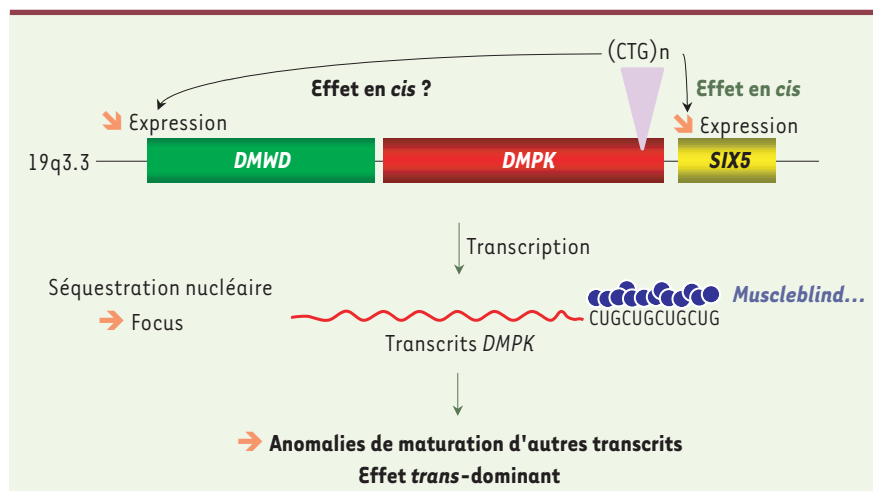 (CTG)n
Effet en cis ?
Effet en cis
Expression
Expression
19q3.3
DMWD
DMPK
SIX5
Transcription
Séquestration nucléaire
Focus
Muscleblind...
CUGCUGCUGCUG
Transcrits DMPK
Anomalies de maturation d'autres transcrits
Effet trans-dominant